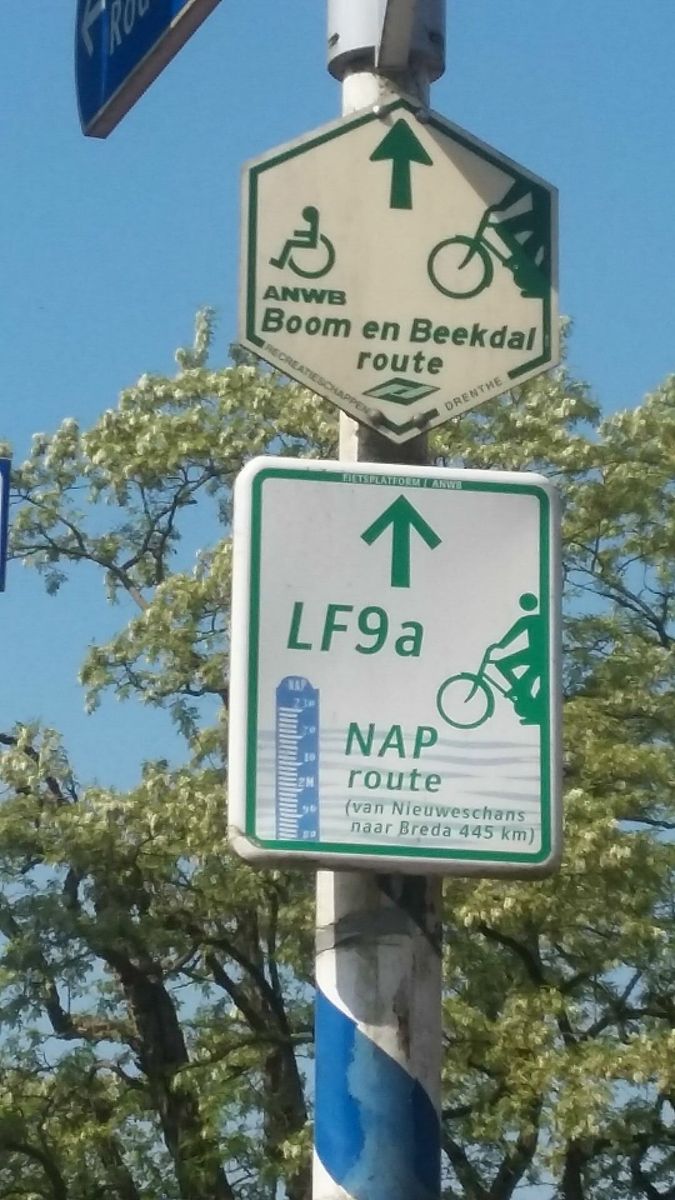 ANWB
Boom en Beekdal
route
RECREATIESCHAPPEN DRENTHE
FIETSPLATFORM / ANWB
LF9a
NAP
NAP
route
(van Nieuweschans
naar Breda 445 km)
2M